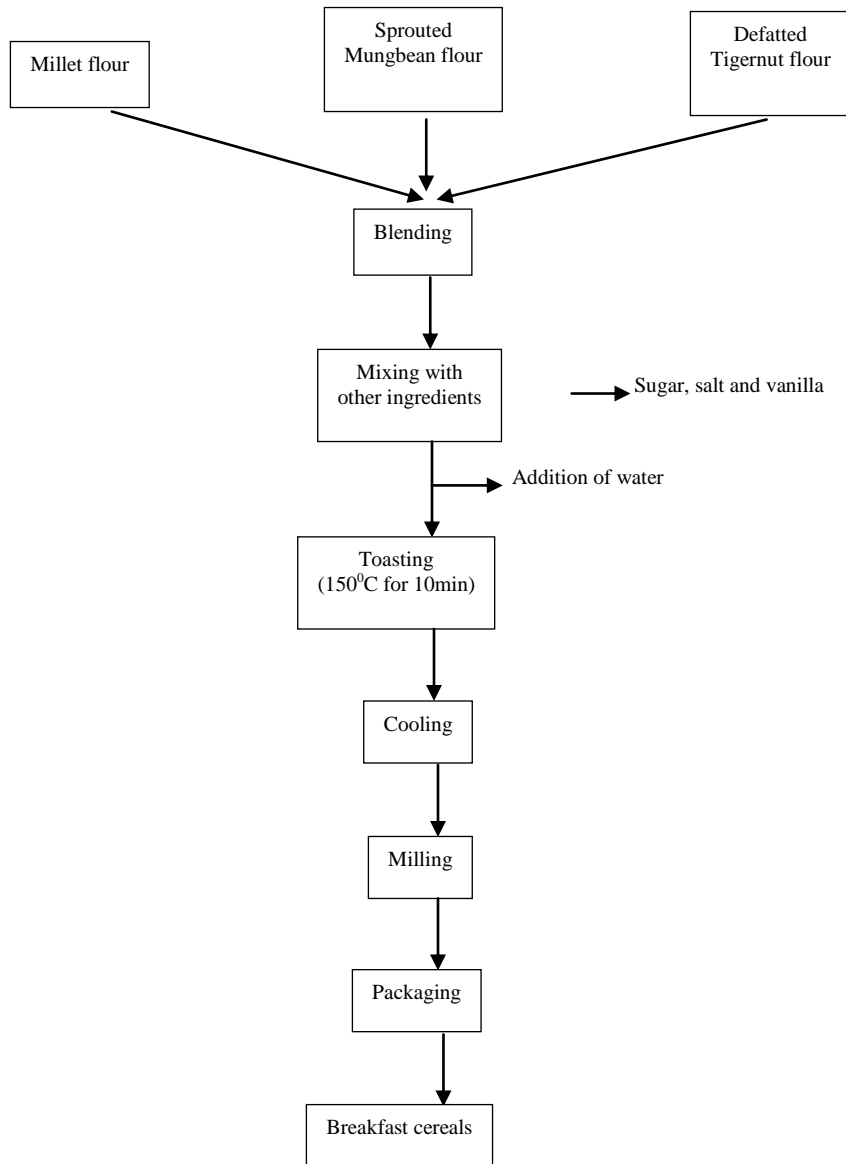 Millet flour
Sprouted
Mungbean flour
Defatted
Tigernut flour
Blending
Mixing with
other ingredients
Sugar, salt and vanilla
Addition of water
Toasting
(150⁰C for 10min)
Cooling
Milling
Packaging
Breakfast cereals